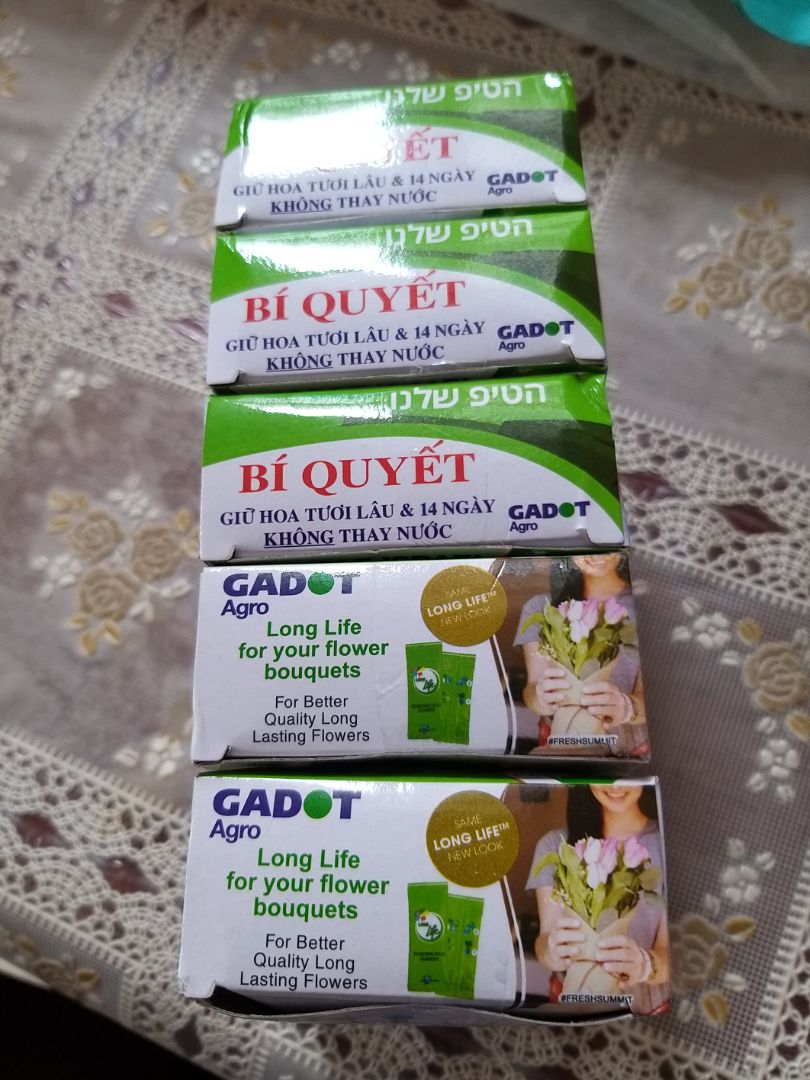 הטיפ שלנו
ẾT
GIỮ HOA TƯƠI LÂU & 14 NGÀY
KHÔNG THAY NƯỚC
GADOT
Agro
הטיפ שלנו
BÍ QUYẾT
GIỮ HOA TƯƠI LÂU & 14 NGÀY
KHÔNG THAY NƯỚC
GADOT
Agro
הטיפ שלנו
BÍ QUYẾT
GIỮ HOA TƯƠI LÂU & 14 NGÀY
KHÔNG THAY NƯỚC
GADOT
Agro
GADOT
Agro
Long Life
for your flower
bouquets
For Better
Quality Long
Lasting Flowers
SAME
LONG LIFE™
NEW LOOK
LONG
Life
#FRESHSUMMIT
GADOT
Agro
Long Life
for your flower
bouquets
For Better
Quality Long
Lasting Flowers
SAME
LONG LIFE™
NEW LOOK
LONG
Life
#FRESHSUMMIT